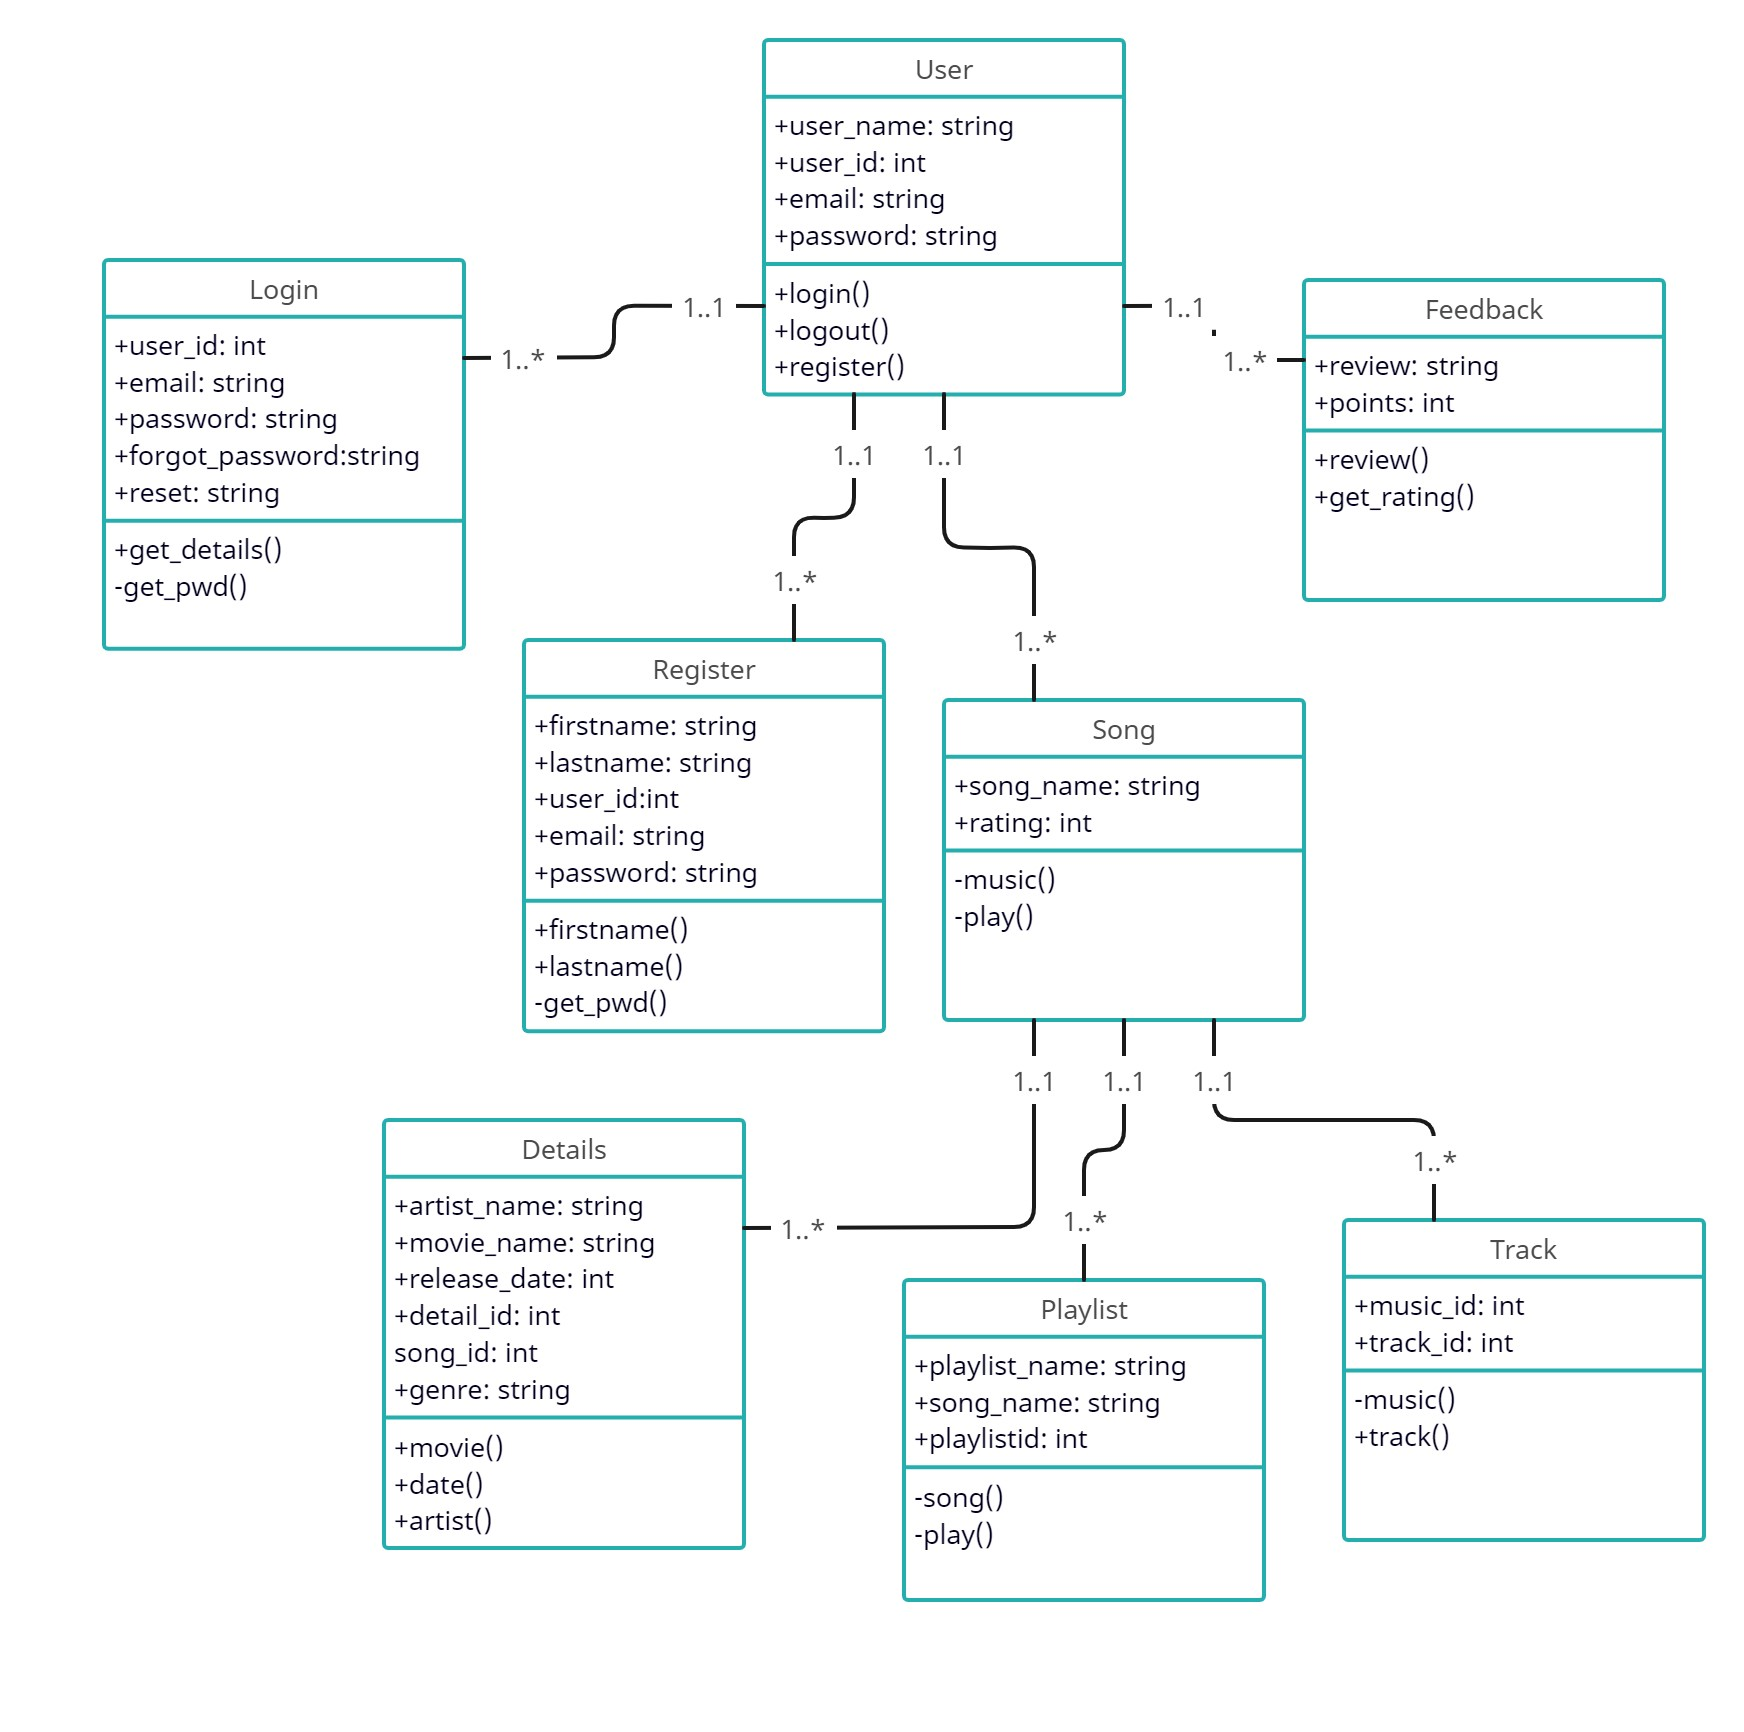 User
+user_name: string
+user_id: int
+email: string
+password: string
+login()
+logout()
+register()
Login
+user_id: int
+email: string
+password: string
+forgot_password:string
+reset: string
+get_details()
-get_pwd()
1..1
1..*
1..1
1..*
Feedback
+review: string
+points: int
+review()
+get_rating()
1..1
1..1
1..*
1..*
Register
+firstname: string
+lastname: string
+user_id:int
+email: string
+password: string
+firstname()
+lastname()
-get_pwd()
Song
+song_name: string
+rating: int
-music()
-play()
1..1
1..1
1..1
1..*
1..*
1..*
Details
+artist_name: string
+movie_name: string
+release_date: int
+detail_id: int
song_id: int
+genre: string
+movie()
+date()
+artist()
Playlist
+playlist_name: string
+song_name: string
+playlistid: int
-song()
-play()
Track
+music_id: int
+track_id: int
-music()
+track()